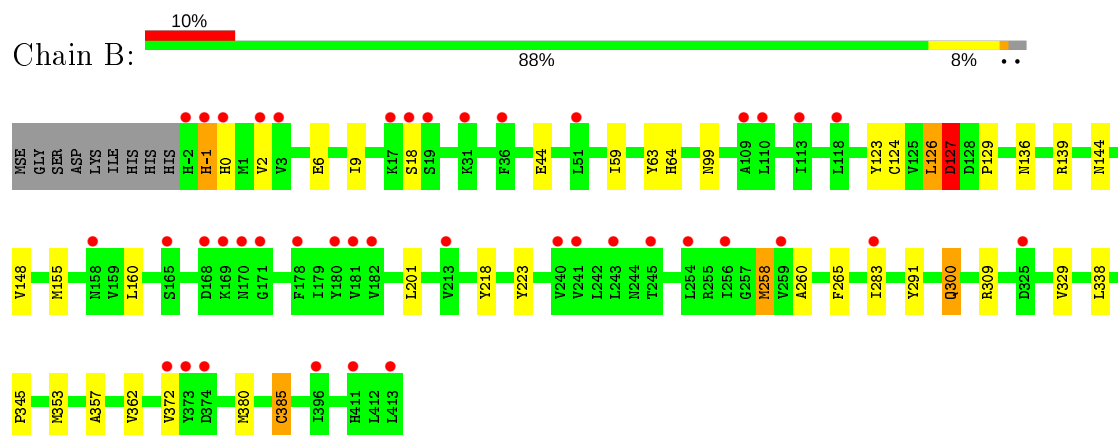 10%
Chain B:
88% 8% • •
MSE GLY SER ASP LYS ILE HIS HIS HIS H-2 H-1 H0 M1 V2 V3 E6 I9 K17 S18 S19 K31 F36 E44 L51 I59 Y63 H64 N99 A109 L110 I113 L118 Y123 C124 V125 L126 D127 D128 P129 N136 R139 N144
V148 M155 N158 V159 L160 S165 D168 K169 N170 G171 F178 I179 Y180 V181 V182 L201 V213 Y218 Y223 V240 V241 L242 L243 N244 T245 L254 R255 I256 G257 M258 V259 A260 F265 I283 Y291 Q300 R309 D325 V329 L338
P345 M353 A357 V362 V372 Y373 D374 M380 C385 I396 H411 L412 L413